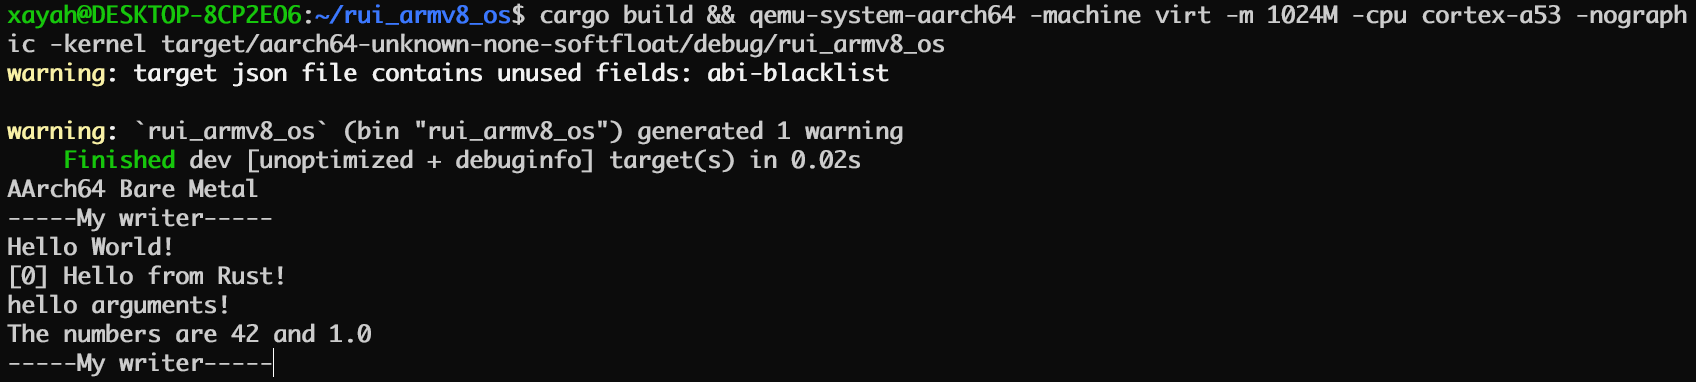 xayah@DESKTOP-8CP2EO6:~/rui_armv8_os$ cargo build && qemu-system-aarch64 -machine virt -m 1024M -cpu cortex-a53 -nograph
ic -kernel target/aarch64-unknown-none-softfloat/debug/rui_armv8_os
warning: target json file contains unused fields: abi-blacklist
warning: `rui_armv8_os` (bin "rui_armv8_os") generated 1 warning
    Finished dev [unoptimized + debuginfo] target(s) in 0.02s
AArch64 Bare Metal
-----My writer-----
Hello World!
[0] Hello from Rust!
hello arguments!
The numbers are 42 and 1.0
-----My writer-----